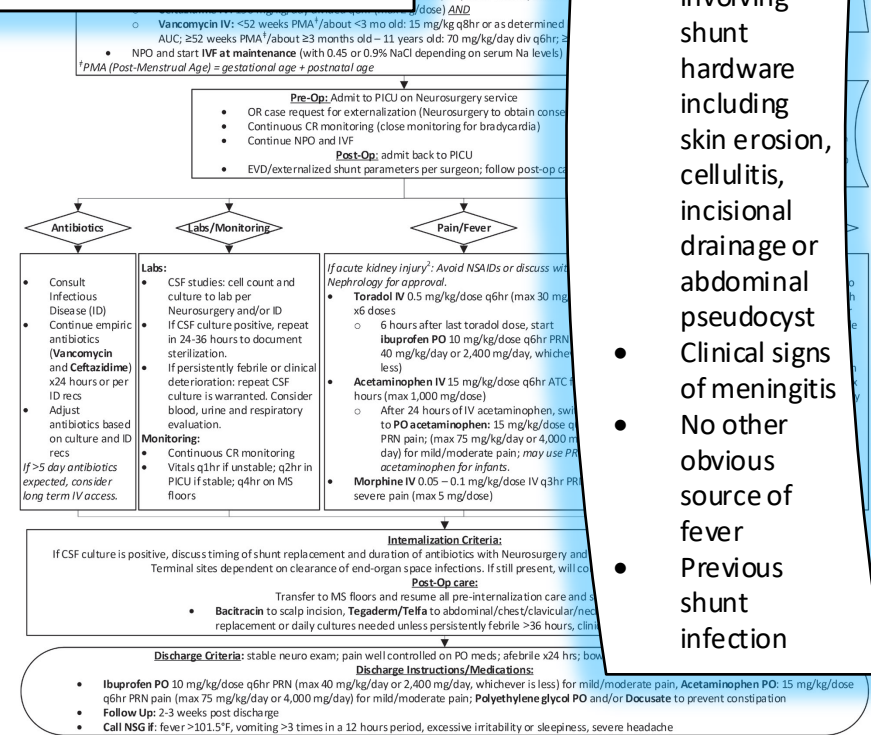 AND
○ Vancomycin IV: <52 weeks PMA†/about <3 mo old: 15 mg/kg q8hr or as determined
AUC; ≥52 weeks PMA†/about ≥3 months old – 11 years old: 70 mg/kg/day div q6hr; ≥
• NPO and start IVF at maintenance (with 0.45 or 0.9% NaCl depending on serum Na levels)
†PMA (Post-Menstrual Age) = gestational age + postnatal age
Pre-Op: Admit to PICU on Neurosurgery service
• OR case request for externalization (Neurosurgery to obtain
• Continuous CR monitoring (close monitoring for bradycardia)
• Continue NPO and IVF
Post-Op: admit back to PICU
• EVD/externalized shunt parameters per surgeon; follow post-op
Antibiotics
Labs/Monitoring
Pain/Fever
• Consult
Infectious
Disease (ID)
• Continue empiric
antibiotics
(Vancomycin
and Ceftazidime)
x24 hours or per
ID recs
• Adjust
antibiotics based
on culture and ID
recs
If >5 day antibiotics
expected, consider
long term IV access.
Labs:
• CSF studies: cell count and
culture to lab per
Neurosurgery and/or ID
• If CSF culture positive, repeat
in 24-36 hours to document
sterilization.
• If persistently febrile or clinical
deterioration: repeat CSF
culture is warranted. Consider
blood, urine and respiratory
evaluation.
Monitoring:
• Continuous CR monitoring
• Vitals q1hr if unstable; q2hr in
PICU if stable; q4hr on MS
floors
If acute kidney injury²: Avoid NSAIDs or discuss
Nephrology for approval.
• Toradol IV 0.5 mg/kg/dose q6hr (max 30 mg
x6 doses
○ 6 hours after last toradol dose, start
ibuprofen PO 10 mg/kg/dose q6hr PRN
40 mg/kg/day or 2,400 mg/day,
less)
• Acetaminophen IV 15 mg/kg/dose q6hr ATC
hours (max 1,000 mg/dose)
○ After 24 hours of IV acetaminophen,
to PO acetaminophen: 15 mg/kg/dose
PRN pain; (max 75 mg/kg/day or 4,000
day) for mild/moderate pain; may use
acetaminophen for infants.
• Morphine IV 0.05 – 0.1 mg/kg/dose IV q3hr
severe pain (max 5 mg/dose)
Internalization Criteria:
If CSF culture is positive, discuss timing of shunt replacement and duration of antibiotics with Neurosurgery and
Terminal sites dependent on clearance of end-organ space infections. If still present, will
Post-Op care:
Transfer to MS floors and resume all pre-internalization care and
• Bacitracin to scalp incision, Tegaderm/Telfa to abdominal/chest/clavicular/
replacement or daily cultures needed unless persistently febrile >36 hours,
Discharge Criteria: stable neuro exam; pain well controlled on PO meds; afebrile x24 hrs;
Discharge Instructions/Medications:
• Ibuprofen PO 10 mg/kg/dose q6hr PRN (max 40 mg/kg/day or 2,400 mg/day, whichever is less) for mild/moderate pain, Acetaminophen PO: 15 mg/kg/dose
q6hr PRN pain (max 75 mg/kg/day or 4,000 mg/day) for mild/moderate pain; Polyethylene glycol PO and/or Docusate to prevent constipation
• Follow Up: 2-3 weeks post discharge
• Call NSG if: fever >101.5°F, vomiting >3 times in a 12 hours period, excessive irritability or sleepiness, severe headache
involving
shunt
hardware
including
skin erosion,
cellulitis,
incisional
drainage or
abdominal
pseudocyst
• Clinical signs
of meningitis
• No other
obvious
source of
fever
• Previous
shunt
infection